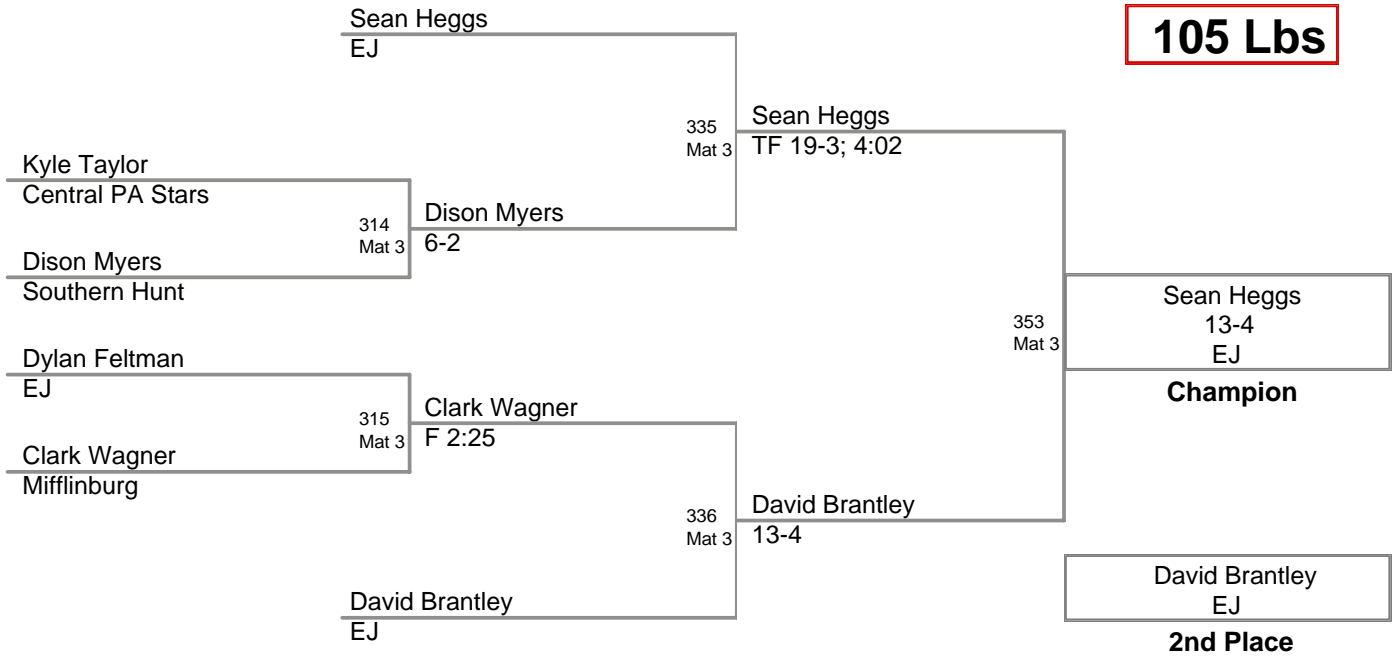 Sean Heggs
EJ
105 Lbs
335
Mat 3
Sean Heggs
TF 19-3; 4:02
Kyle Taylor
Central PA Stars
314
Mat 3
Dison Myers
6-2
Dison Myers
Southern Hunt
Sean Heggs
13-4
EJ
Champion
353
Mat 3
Dylan Feltman
EJ
315
Mat 3
Clark Wagner
F 2:25
Clark Wagner
Mifflinburg
336
Mat 3
David Brantley
13-4
David Brantley
EJ
David Brantley
EJ
2nd Place